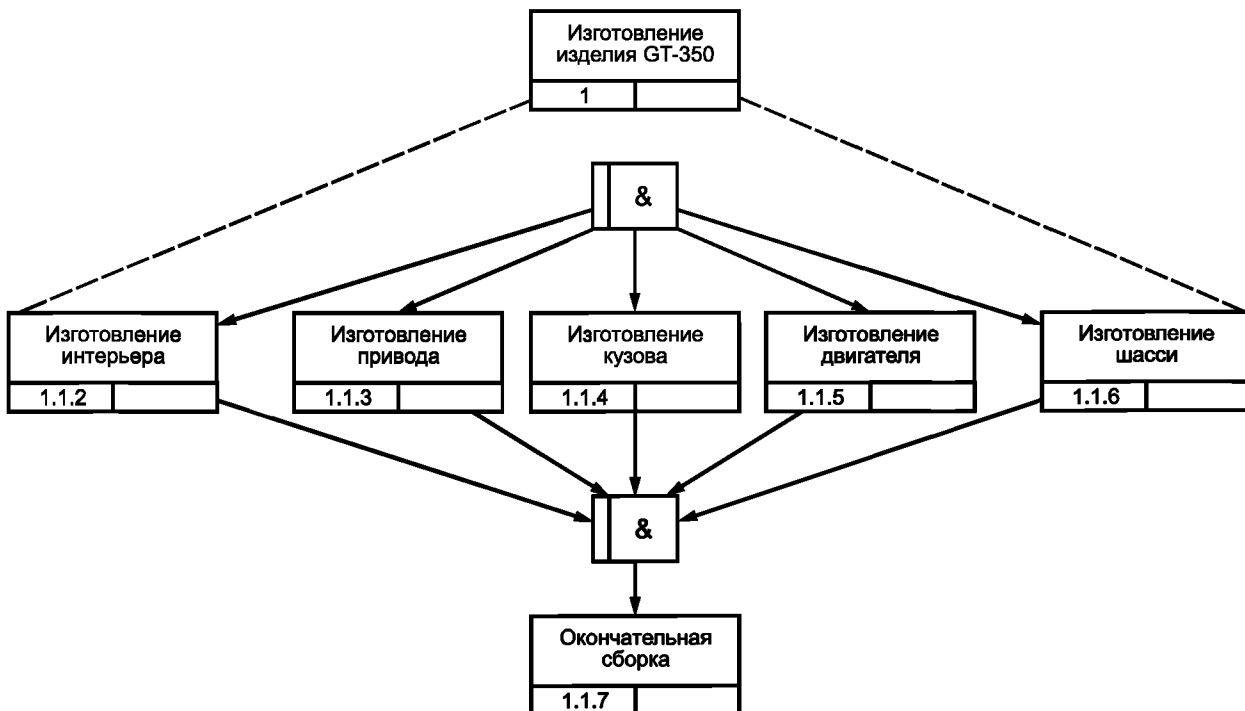 Изготовление
изделия GT-350
1
&
Изготовление
интерьера
1.1.2
Изготовление
привода
1.1.3
Изготовление
кузова
1.1.4
Изготовление
двигателя
1.1.5
Изготовление
шасси
1.1.6
&
Окончательная
сборка
1.1.7